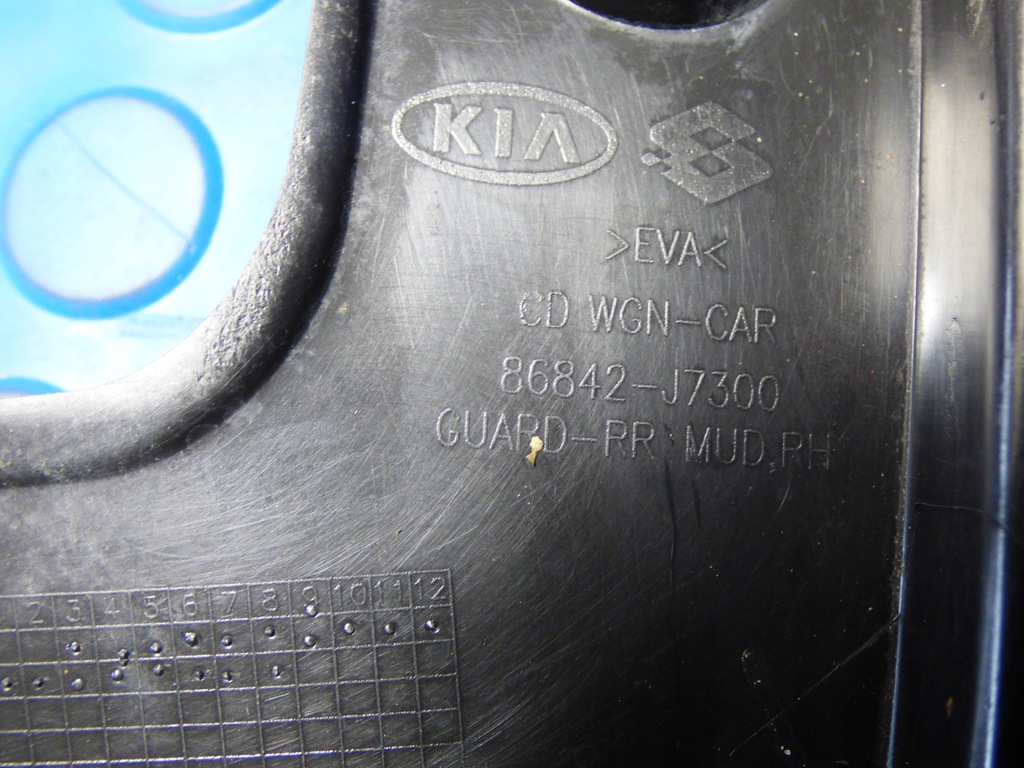 KIA
>EVA<
CD WGN-CAR
86842-J7300
GUARD-RR MUD,RH
2 3 4 5 6 7 8 9 10 11 12